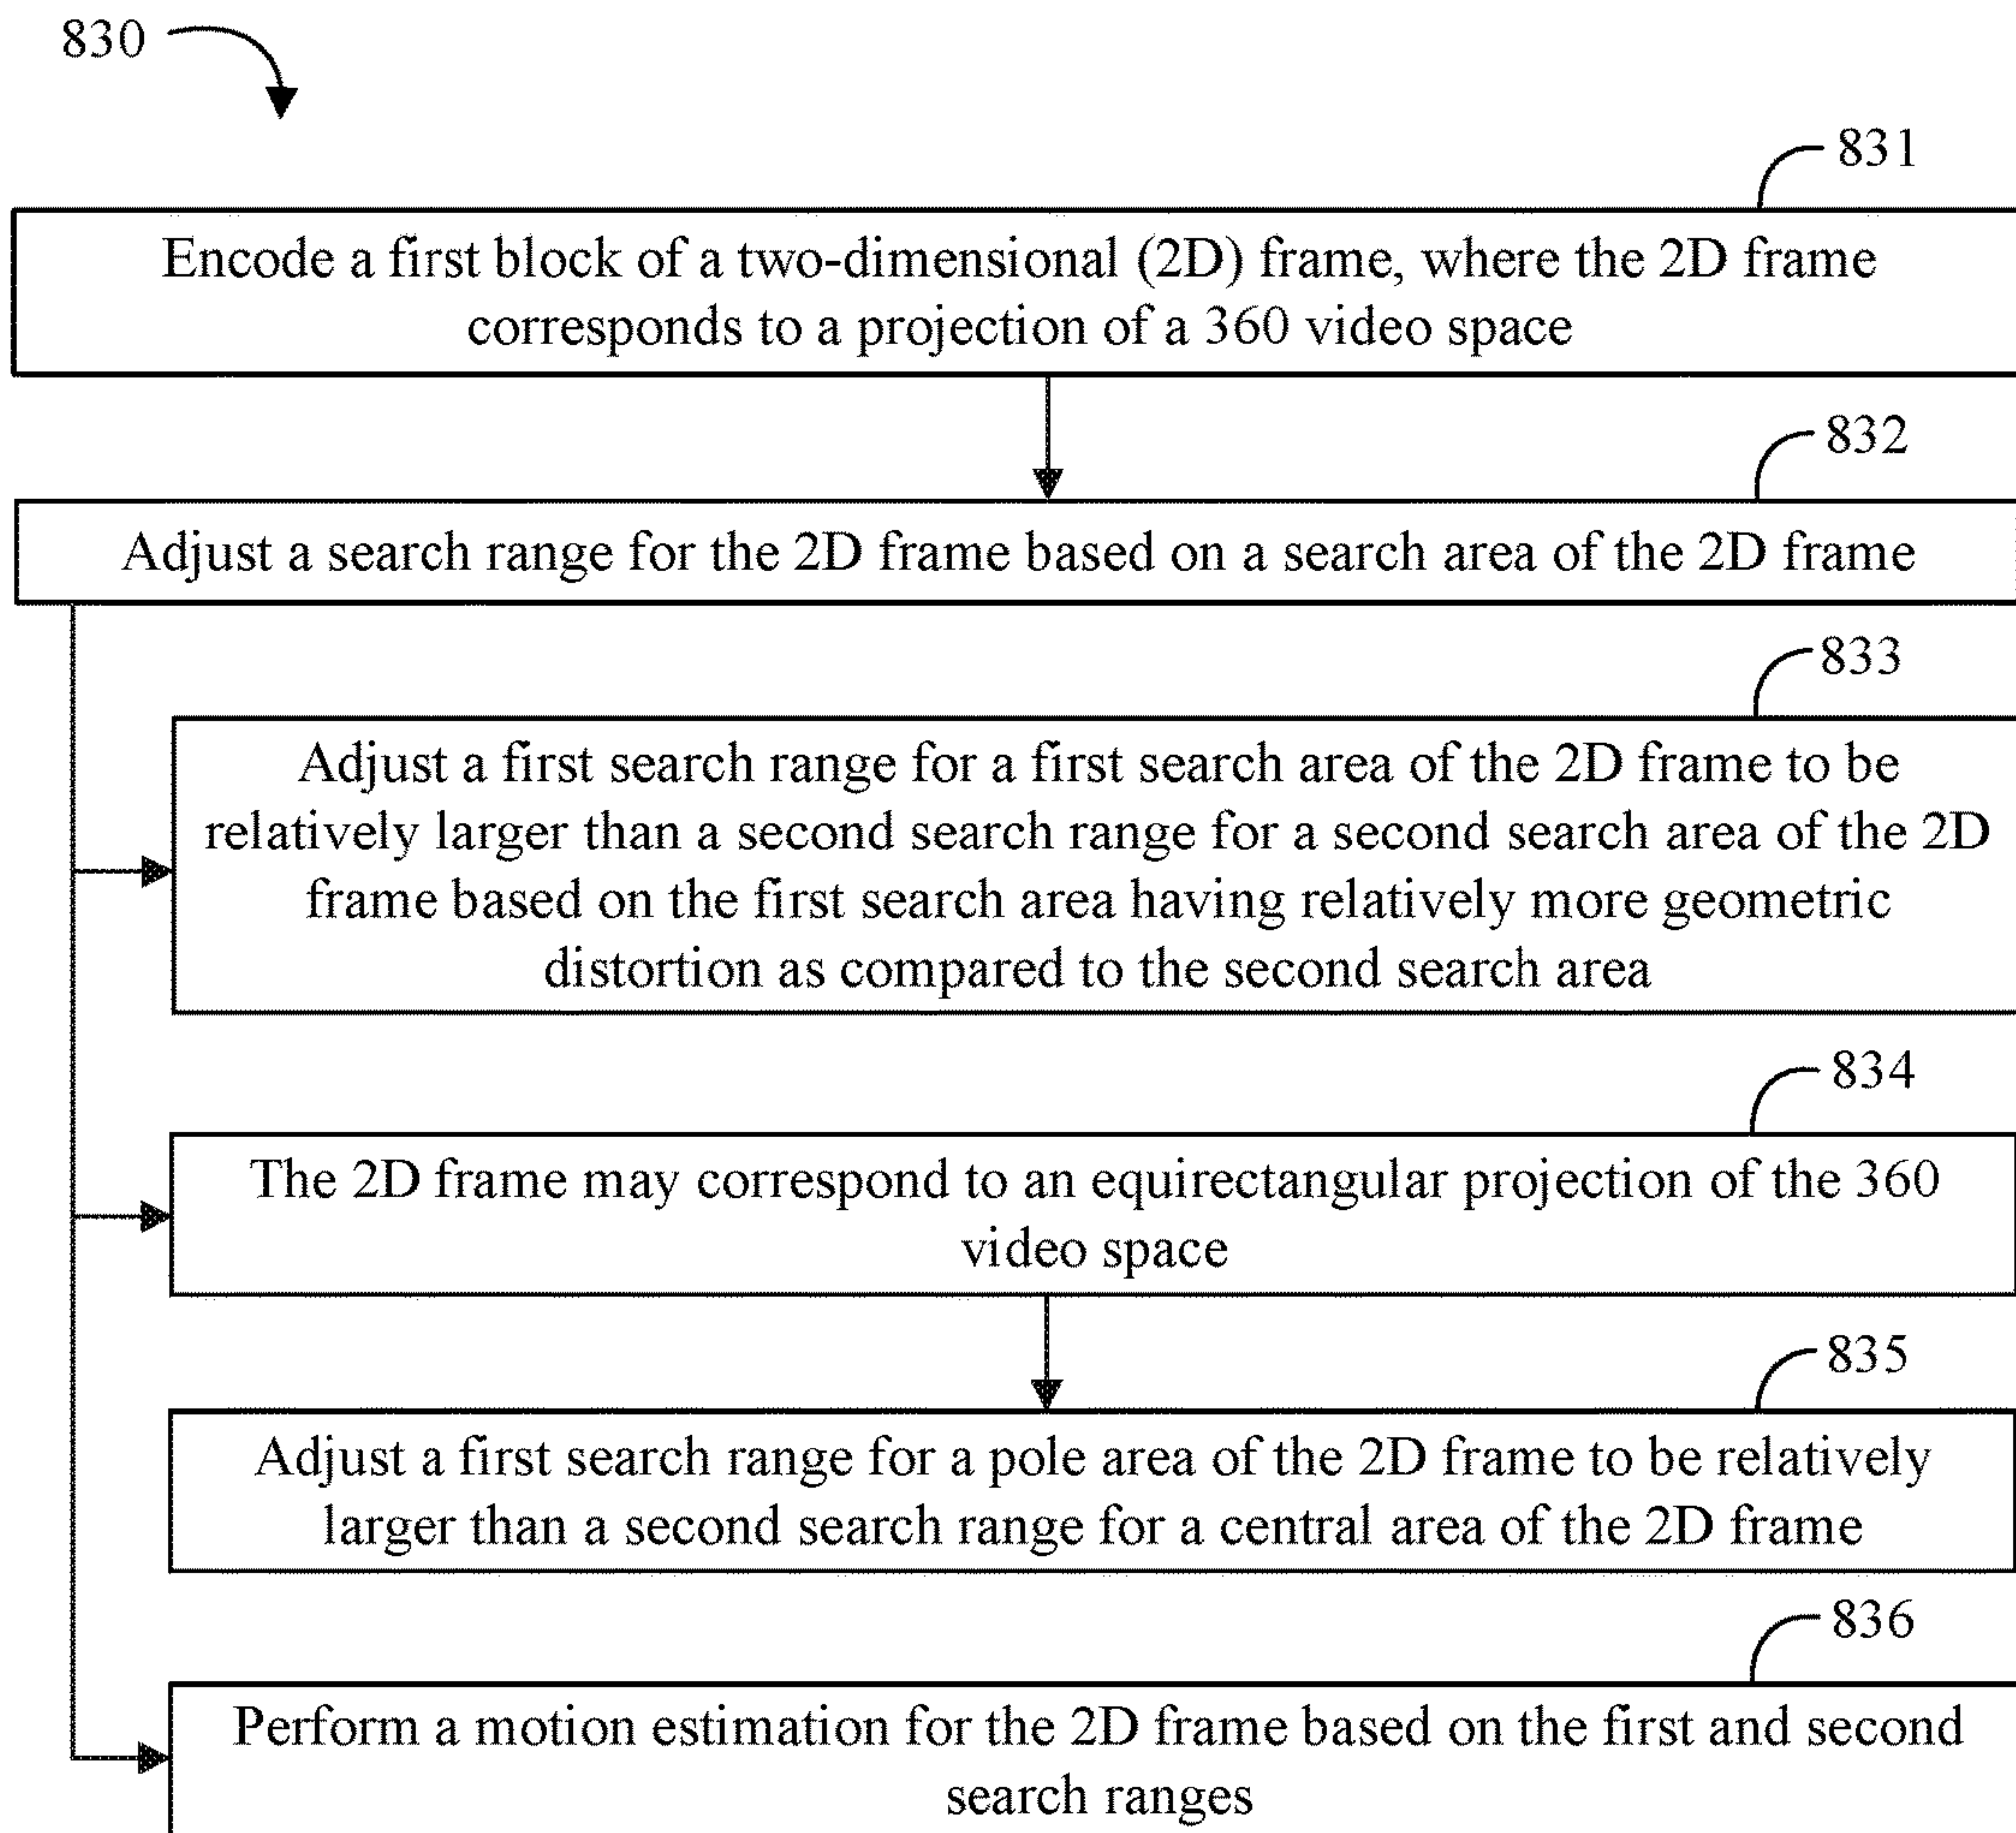 830
831
Encode a first block of a two-dimensional (2D) frame, where the 2D frame
corresponds to a projection of a 360 video space
832
Adjust a search range for the 2D frame based on a search area of the 2D frame
833
Adjust a first search range for a first search area of the 2D frame to be
relatively larger than a second search range for a second search area of the 2D
frame based on the first search area having relatively more geometric
distortion as compared to the second search area
834
The 2D frame may correspond to an equirectangular projection of the 360
video space
835
Adjust a first search range for a pole area of the 2D frame to be relatively
larger than a second search range for a central area of the 2D frame
836
Perform a motion estimation for the 2D frame based on the first and second
search ranges